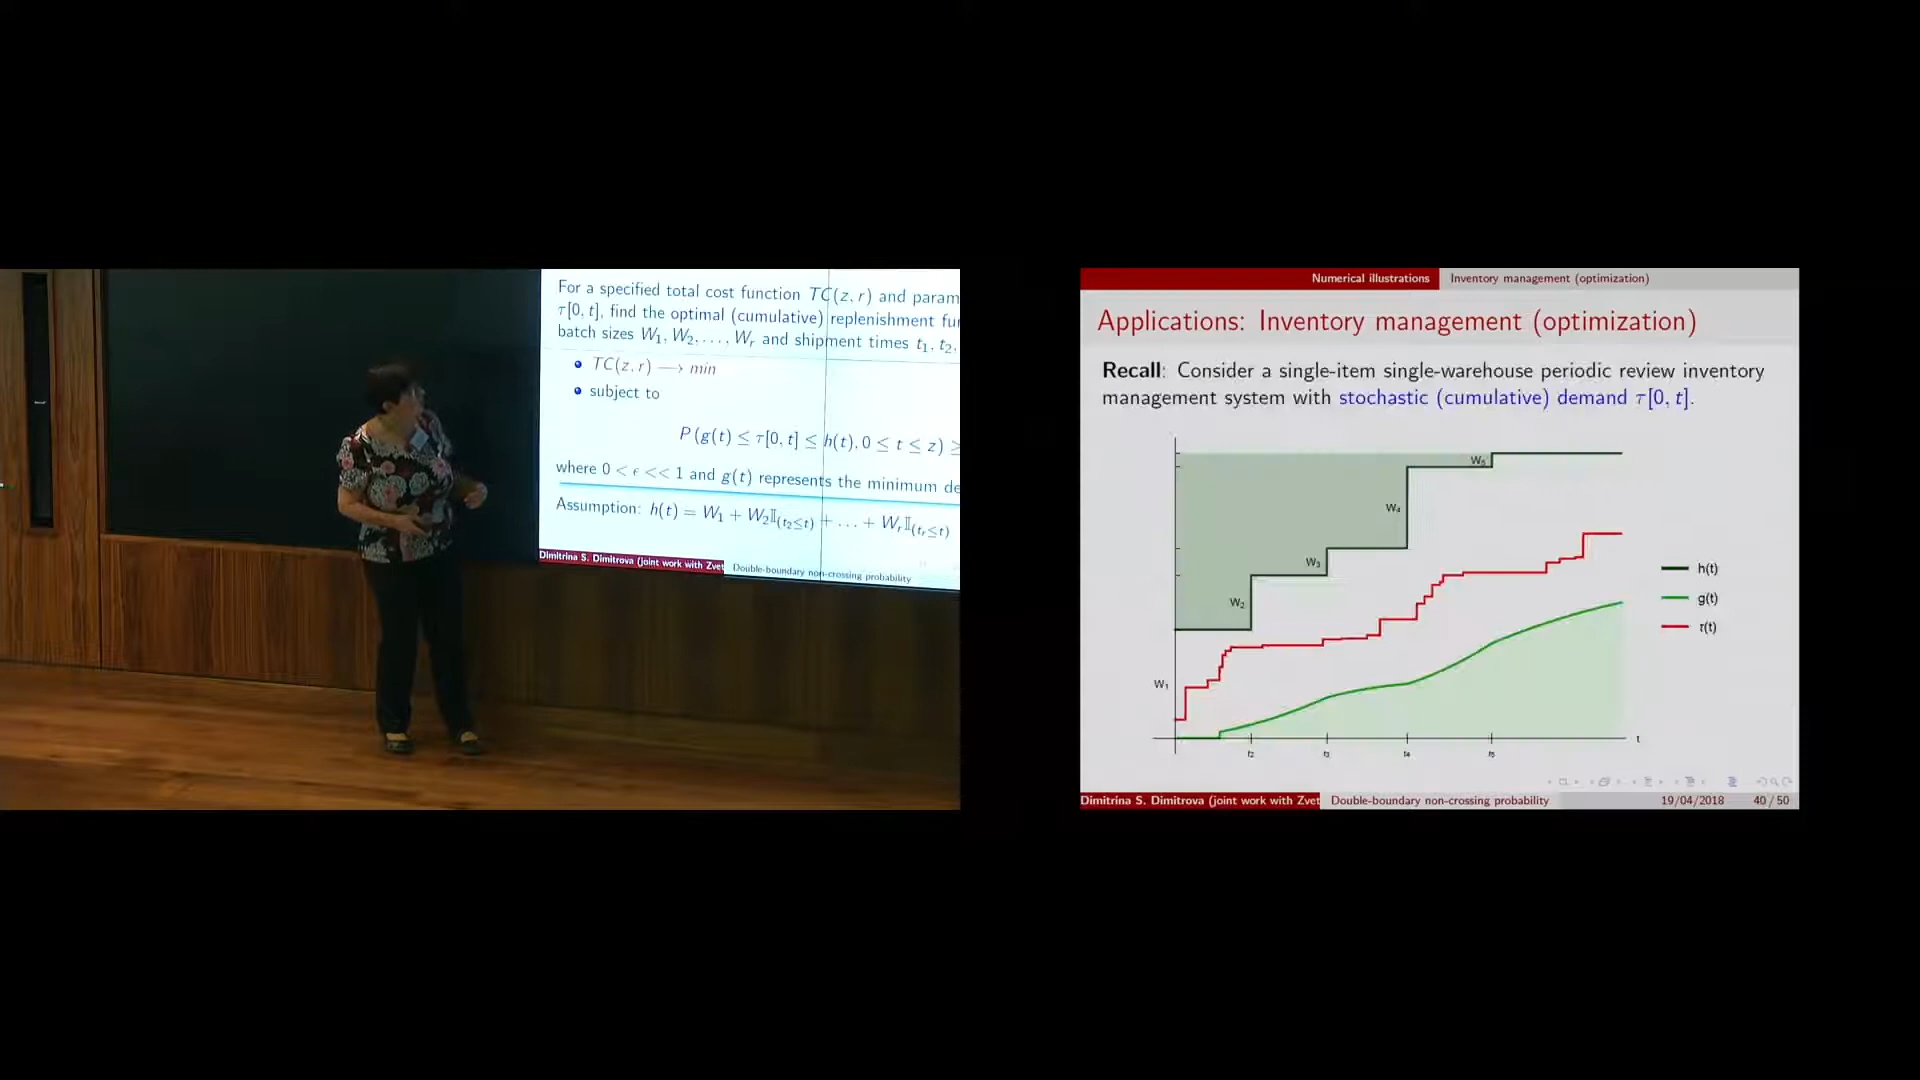 For a specified total cost function TC(z, r) and param
τ[0, t], find the optimal (cumulative) replenishment fu
batch sizes W₁, W₂, . . . , Wᵣ and shipment times t₁, t₂,
TC(z, r) ⟶ min
subject to
P (g(t) ≤ τ[0, t] ≤ h(t), 0 ≤ t ≤ z) ≥
where 0 < ϵ << 1 and g(t) represents the minimum de
Assumption: h(t) = W₁ + W₂𝕀(t₂≤t) + . . . + Wᵣ𝕀(tᵣ≤t)
Dimitrina S. Dimitrova (joint work with Zvet
Double-boundary non-crossing probability
Numerical illustrations
Inventory management (optimization)
Applications: Inventory management (optimization)
Recall: Consider a single-item single-warehouse periodic review inventory
management system with stochastic (cumulative) demand τ[0, t].
W₅
W₄
W₃
W₂
W₁
h(t)
g(t)
τ(t)
t₂ t₃ t₄ t₅
t
Dimitrina S. Dimitrova (joint work with Zvet
Double-boundary non-crossing probability
19/04/2018
40 / 50